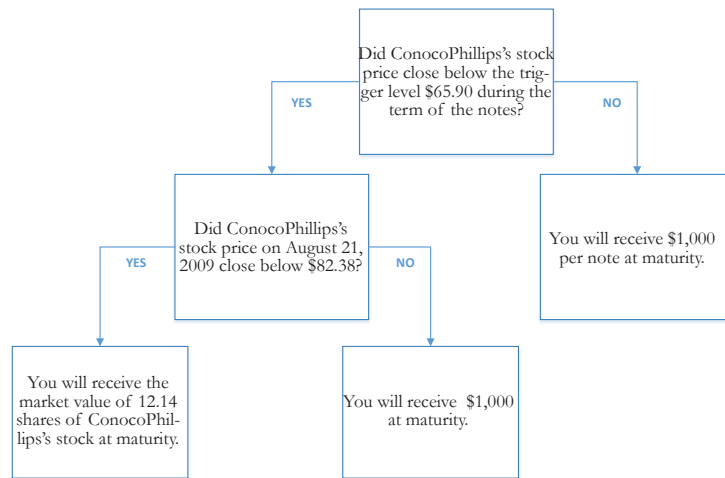 Did ConocoPhillips's stock
price close below the trig-
ger level $65.90 during the
term of the notes?
YES
NO
Did ConocoPhillips's
stock price on August 21,
2009 close below $82.38?
You will receive $1,000
per note at maturity.
YES
NO
You will receive the
market value of 12.14
shares of ConocoPhil-
lips's stock at maturity.
You will receive $1,000
at maturity.